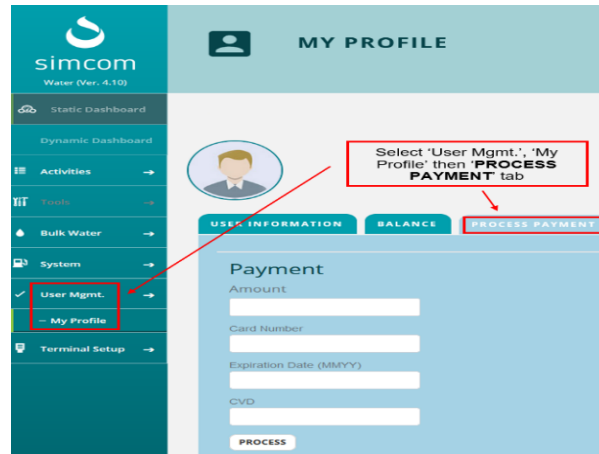 simcom
Water (Ver. 4.10)
Static Dashboard
Dynamic Dashboard
Activities
Tools
Bulk Water
System
User Mgmt.
– My Profile
Terminal Setup
MY PROFILE
Select ‘User Mgmt.’, ‘My
Profile’ then ‘PROCESS
PAYMENT’ tab
USER INFORMATION
BALANCE
PROCESS PAYMENT
Payment
Amount
Card Number
Expiration Date (MMYY)
CVD
PROCESS